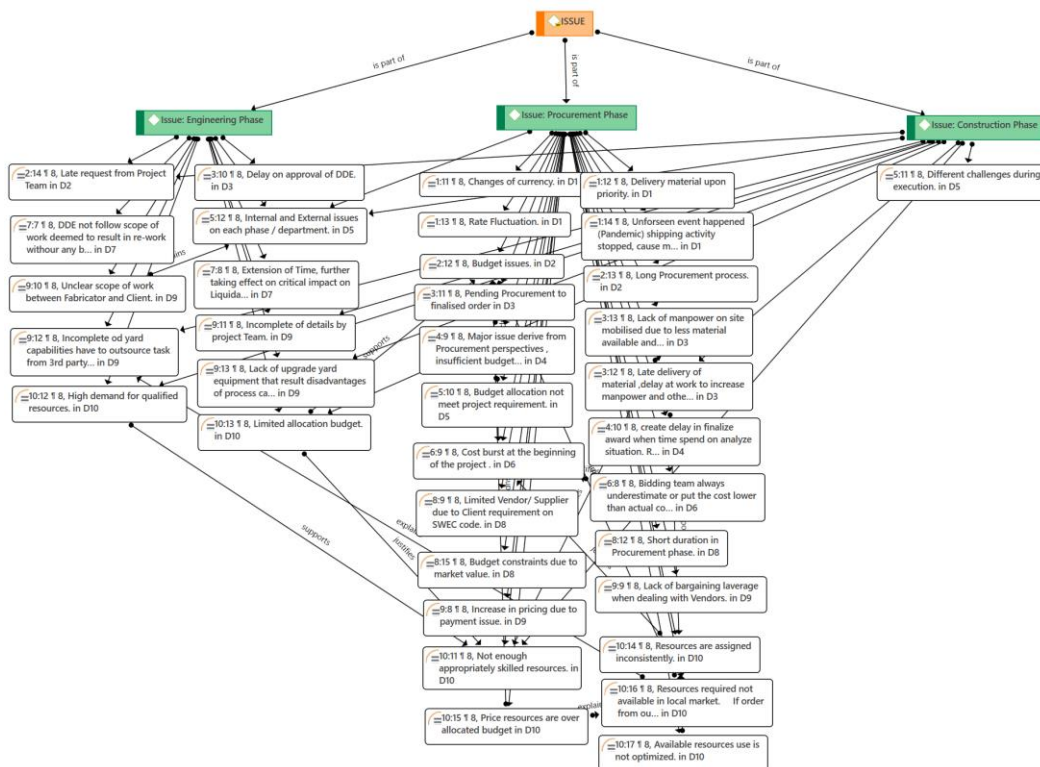 ISSUE
is part of
is part of
is part of
Issue: Engineering Phase
Issue: Procurement Phase
Issue: Construction Phase
2:14 ¶ 8, Late request from Project
Team in D2
3:10 ¶ 8, Delay on approval of DDE.
in D3
1:11 ¶ 8, Changes of currency. in D1
1:12 ¶ 8, Delivery material upon
priority. in D1
5:11 ¶ 8, Different challenges during
execution. in D5
7:7 ¶ 8, DDE not follow scope of
work deemed to result in re-work
withour any b... in D7
5:12 ¶ 8, Internal and External issues
on each phase / department. in D5
1:13 ¶ 8, Rate Fluctuation. in D1
1:14 ¶ 8, Unforseen event happened
(Pandemic) shipping activity
stopped, cause m... in D1
9:10 ¶ 8, Unclear scope of work
between Fabricator and Client. in D9
7:8 ¶ 8, Extension of Time, further
taking effect on critical impact on
Liquida... in D7
2:12 ¶ 8, Budget issues. in D2
2:13 ¶ 8, Long Procurement process.
in D2
3:11 ¶ 8, Pending Procurement to
finalised order in D3
9:12 ¶ 8, Incomplete od yard
capabilities have to outsource task
from 3rd party... in D9
9:11 ¶ 8, Incomplete of details by
project Team. in D9
4:9 ¶ 8, Major issue derive from
Procurement perspectives ,
insufficient budget... in D4
3:13 ¶ 8, Lack of manpower on site
mobilised due to less material
available and... in D3
supports
9:13 ¶ 8, Lack of upgrade yard
equipment that result disadvantages
of process ca... in D9
3:12 ¶ 8, Late delivery of
material ,delay at work to increase
manpower and othe... in D3
10:12 ¶ 8, High demand for qualified
resources. in D10
5:10 ¶ 8, Budget allocation not
meet project requirement. in
D5
10:13 ¶ 8, Limited allocation budget.
in D10
4:10 ¶ 8, create delay in finalize
award when time spend on analyze
situation. R... in D4
6:9 ¶ 8, Cost burst at the beginning
of the project . in D6
6:8 ¶ 8, Bidding team always
underestimate or put the cost lower
than actual co... in D6
8:9 ¶ 8, Limited Vendor/ Supplier
due to Client requirement on
SWEC code. in D8
supports
justifies
8:12 ¶ 8, Short duration in
Procurement phase. in D8
8:15 ¶ 8, Budget constraints due to
market value. in D8
9:9 ¶ 8, Lack of bargaining laverage
when dealing with Vendors. in D9
9:8 ¶ 8, Increase in pricing due to
payment issue. in D9
10:11 ¶ 8, Not enough
appropriately skilled resources. in
D10
10:14 ¶ 8, Resources are assigned
inconsistently. in D10
10:15 ¶ 8, Price resources are over
allocated budget in D10
10:16 ¶ 8, Resources required not
available in local market. If order
from ou... in D10
10:17 ¶ 8, Available resources use is
not optimized. in D10